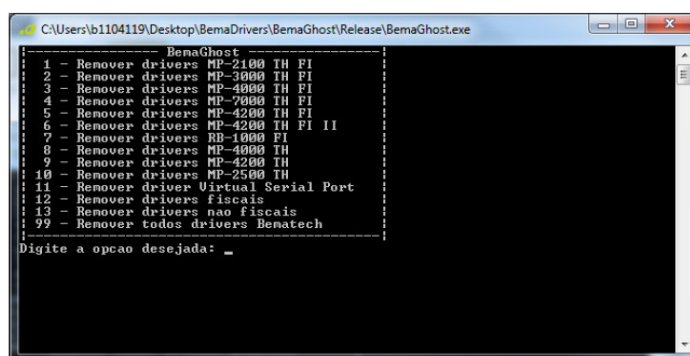 C:\Users\b1104119\Desktop\BemaDrivers\BemaGhost\Release\BemaGhost.exe
|---------------- BemaGhost ----------------|
| 1 - Remover drivers MP-2100 TH FI |
| 2 - Remover drivers MP-3000 TH FI |
| 3 - Remover drivers MP-4000 TH FI |
| 4 - Remover drivers MP-7000 TH FI |
| 5 - Remover drivers MP-4200 TH FI |
| 6 - Remover drivers MP-4200 TH FI II |
| 7 - Remover drivers RB-1000 FI |
| 8 - Remover drivers MP-4000 TH |
| 9 - Remover drivers MP-4200 TH |
| 10 - Remover drivers MP-2500 TH |
| 11 - Remover driver Virtual Serial Port |
| 12 - Remover drivers fiscais |
| 13 - Remover drivers nao fiscais |
| 99 - Remover todos drivers Bematech |
|-------------------------------------------|
Digite a opcao desejada: _